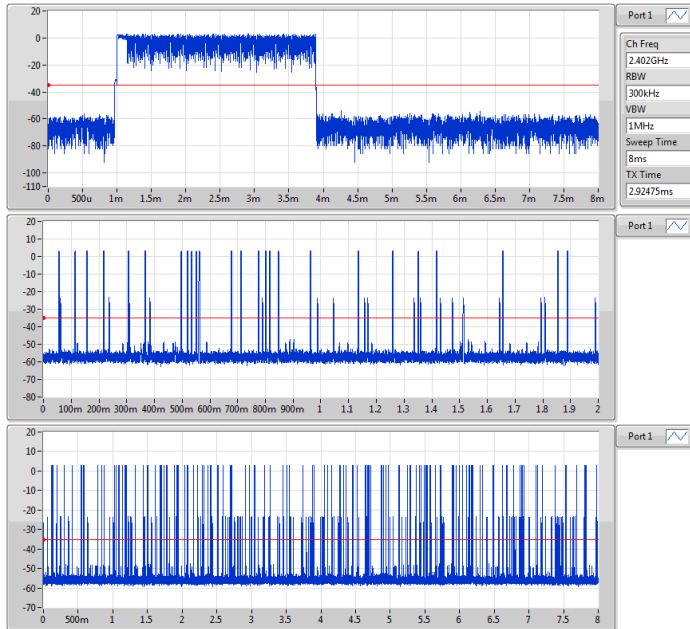 20
0
-20
-40
-60
-80
-100
-110
0 500u 1m 1.5m 2m 2.5m 3m 3.5m 4m 4.5m 5m 5.5m 6m 6.5m 7m 7.5m 8m
Port 1
Ch Freq
2.402GHz
RBW
300kHz
VBW
1MHz
Sweep Time
8ms
TX Time
2.92475ms
20
10
0
-10
-20
-30
-40
-50
-60
-70
-80
0 100m 200m 300m 400m 500m 600m 700m 800m 900m 1 1.1 1.2 1.3 1.4 1.5 1.6 1.7 1.8 1.9 2
Port 1
20
10
0
-10
-20
-30
-40
-50
-60
-70
0 500m 1 1.5 2 2.5 3 3.5 4 4.5 5 5.5 6 6.5 7 7.5 8
Port 1